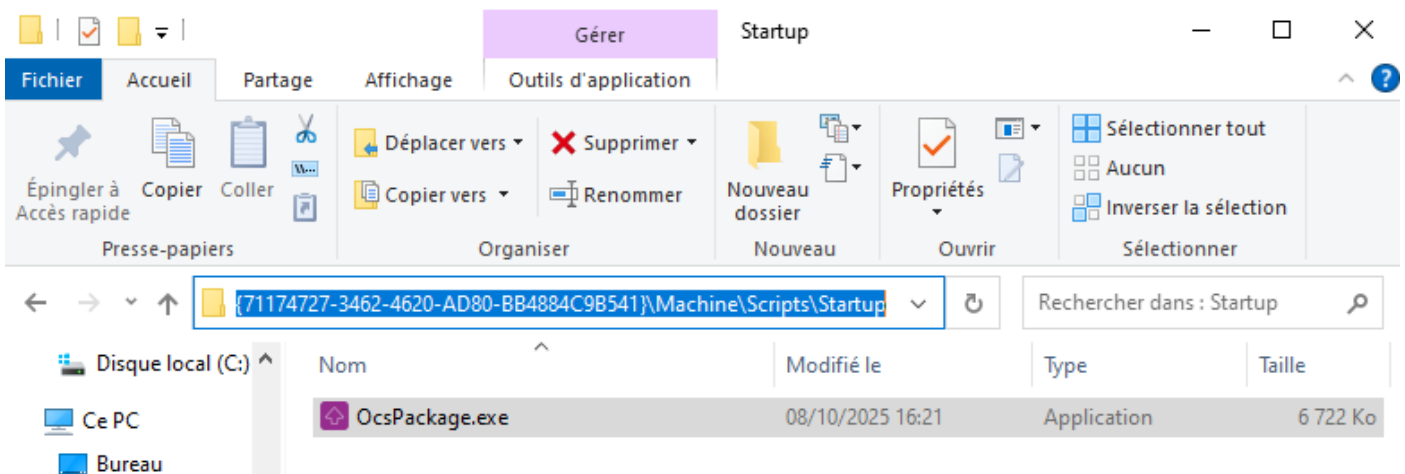 Gérer
Startup
Fichier
Accueil
Partage
Affichage
Outils d'application
Épingler à
Accès rapide
Copier
Coller
Presse-papiers
Déplacer vers
Copier vers
Supprimer
Renommer
Organiser
Nouveau
dossier
Nouveau
Propriétés
Ouvrir
Sélectionner tout
Aucun
Inverser la sélection
Sélectionner
{71174727-3462-4620-AD80-BB4884C9B541}\Machine\Scripts\Startup
Rechercher dans : Startup
Disque local (C:)
Ce PC
Bureau
Nom
Modifié le
Type
Taille
OcsPackage.exe
08/10/2025 16:21
Application
6 722 Ko